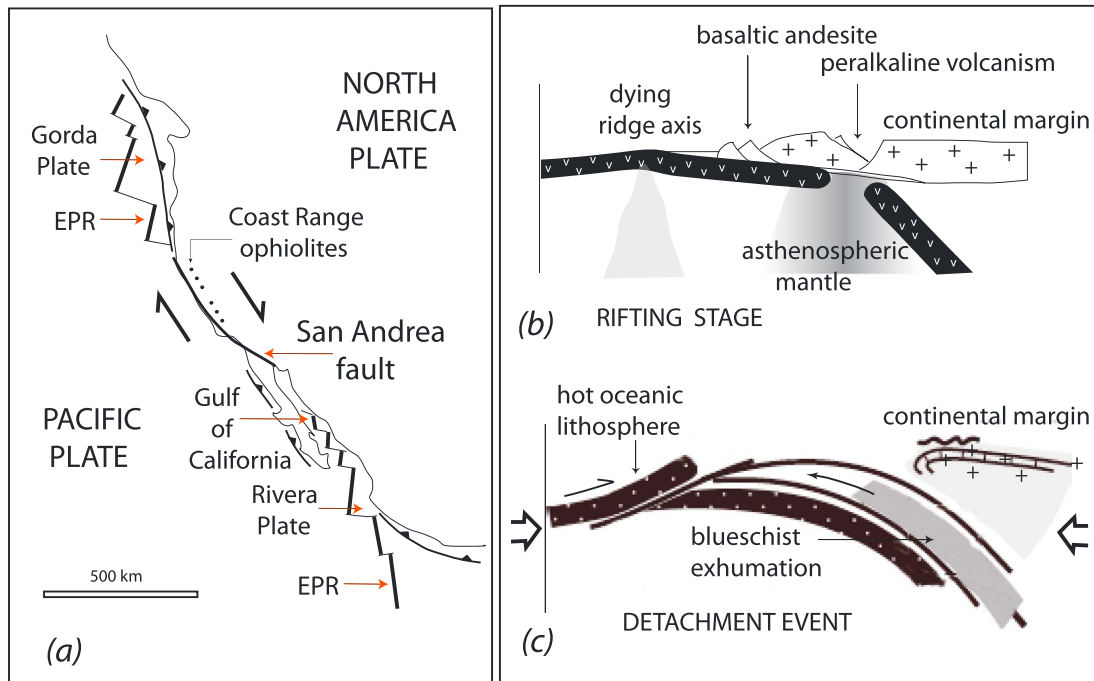 NORTH
AMERICA
PLATE
Gorda
Plate
EPR
Coast Range
ophiolites
San Andrea
fault
Gulf
of
California
PACIFIC
PLATE
Rivera
Plate
EPR
500 km
(a)
basaltic andesite
peralkaline volcanism
dying
ridge axis
continental margin
asthenospheric
mantle
(b)
RIFTING STAGE
hot oceanic
lithosphere
continental margin
blueschist
exhumation
DETACHMENT EVENT
(c)